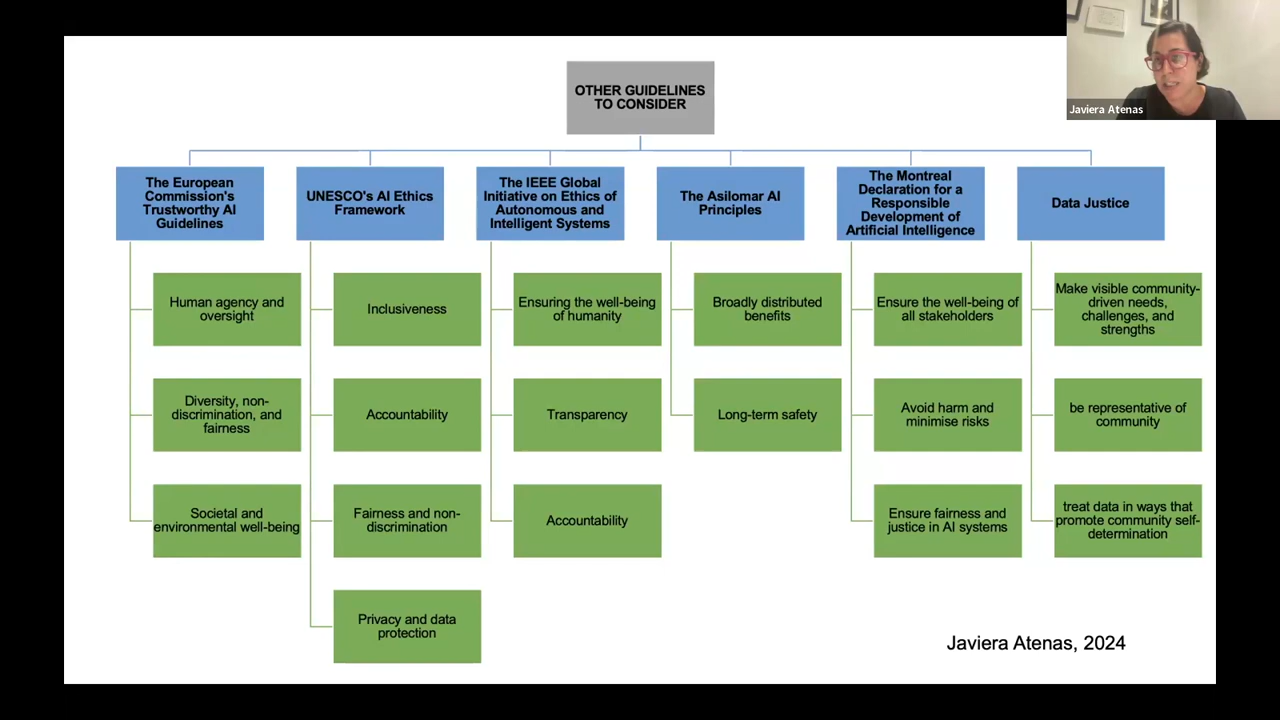 Javiera Atenas
OTHER GUIDELINES
TO CONSIDER
The European
Commission's
Trustworthy AI
Guidelines
Human agency and
oversight
Diversity, non-
discrimination, and
fairness
Societal and
environmental well-being
UNESCO's AI Ethics
Framework
Inclusiveness
Accountability
Fairness and non-
discrimination
Privacy and data
protection
The IEEE Global
Initiative on Ethics of
Autonomous and
Intelligent Systems
Ensuring the well-being
of humanity
Transparency
Accountability
The Asilomar AI
Principles
Broadly distributed
benefits
Long-term safety
The Montreal
Declaration for a
Responsible
Development of
Artificial Intelligence
Ensure the well-being of
all stakeholders
Avoid harm and
minimise risks
Ensure fairness and
justice in AI systems
Data Justice
Make visible community-
driven needs,
challenges, and
strengths
be representative of
community
treat data in ways that
promote community self-
determination
Javiera Atenas, 2024